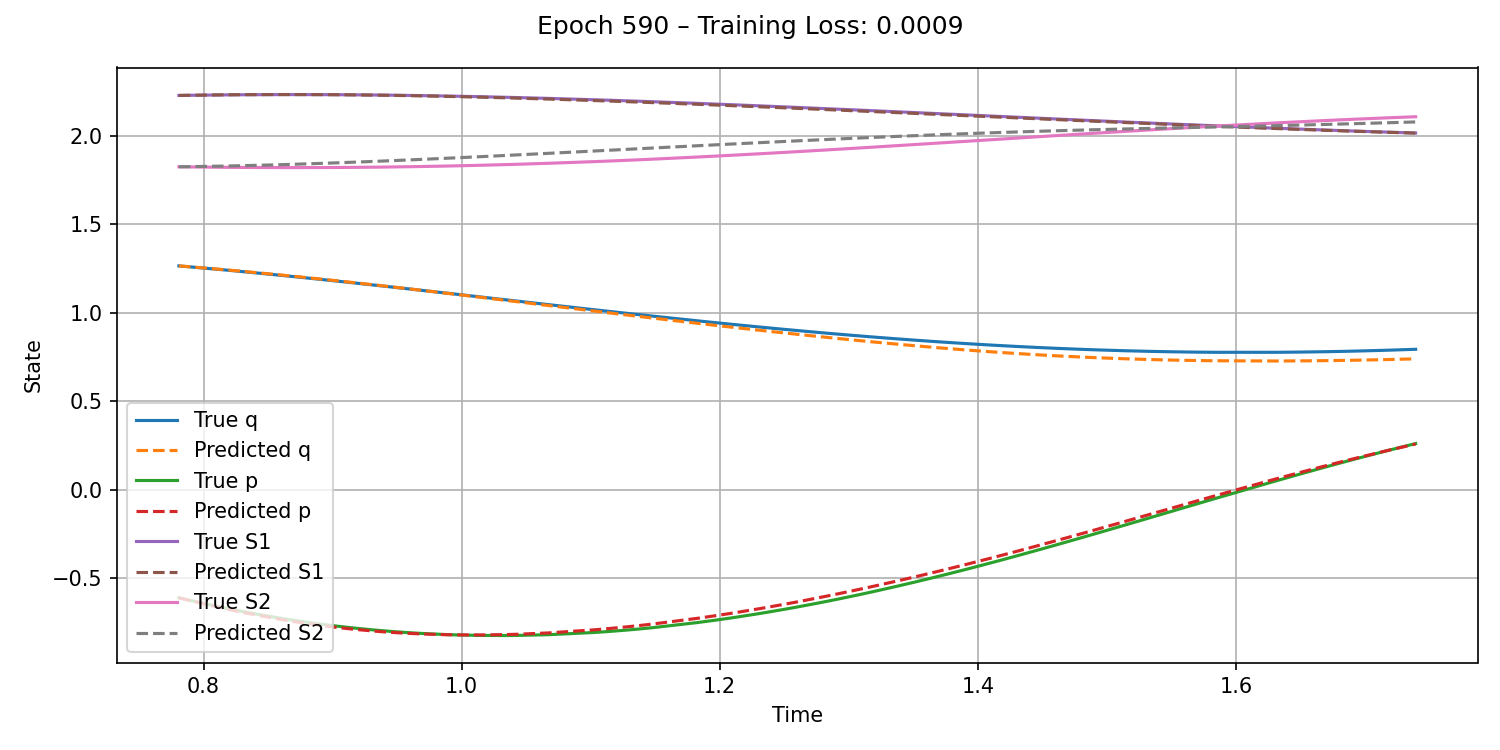 Epoch 590 – Training Loss: 0.0009
2.0
1.5
1.0
0.5
0.0
−0.5
State
True q
Predicted q
True p
Predicted p
True S1
Predicted S1
True S2
Predicted S2
0.8 1.0 1.2 1.4 1.6
Time